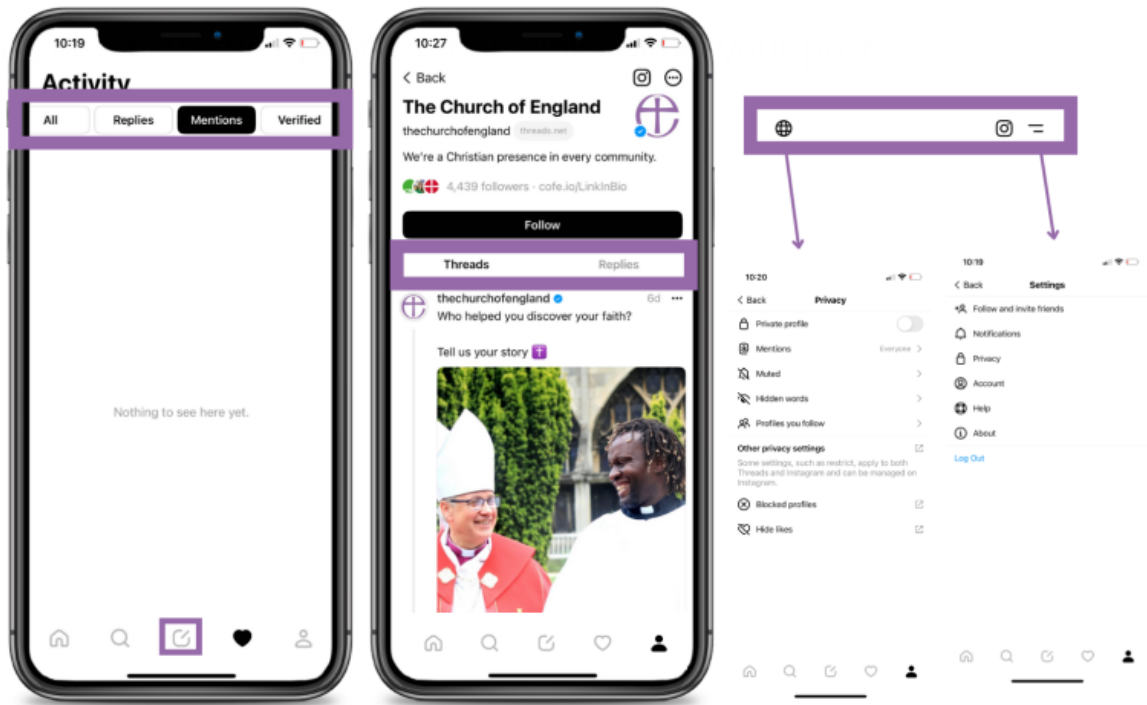 10:19
Activity
All
Replies
Mentions
Verified
Nothing to see here yet.
10:27
Back
The Church of England
thechurchofengland threads.net
We're a Christian presence in every community.
4,439 followers · cofe.io/LinkInBio
Follow
Threads
Replies
thechurchofengland 6d
Who helped you discover your faith?
Tell us your story
10:20
Back Privacy
Private profile
Mentions Everyone
Muted
Hidden words
Profiles you follow
Other privacy settings
Some settings, such as restrict, apply to both
Threads and Instagram and can be managed on
Instagram.
Blocked profiles
Hide likes
10:19
Back Settings
Follow and invite friends
Notifications
Privacy
Account
Help
About
Log Out